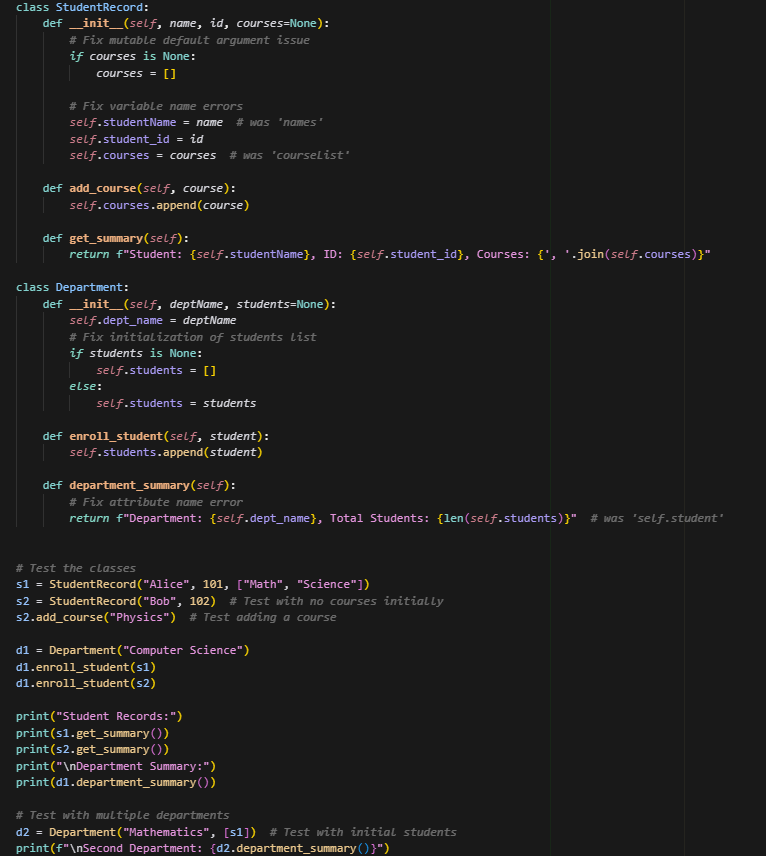 class StudentRecord:
    def __init__(self, name, id, courses=None):
        # Fix mutable default argument issue
        if courses is None:
            courses = []

        # Fix variable name errors
        self.studentName = name  # was 'names'
        self.student_id = id
        self.courses = courses  # was 'courselist'

    def add_course(self, course):
        self.courses.append(course)

    def get_summary(self):
        return f"Student: {self.studentName}, ID: {self.student_id}, Courses: {', '.join(self.courses)}"

class Department:
    def __init__(self, deptName, students=None):
        self.dept_name = deptName
        # Fix initialization of students list
        if students is None:
            self.students = []
        else:
            self.students = students

    def enroll_student(self, student):
        self.students.append(student)

    def department_summary(self):
        # Fix attribute name error
        return f"Department: {self.dept_name}, Total Students: {len(self.students)}"  # was 'self.student'


# Test the classes
s1 = StudentRecord("Alice", 101, ["Math", "Science"])
s2 = StudentRecord("Bob", 102)  # Test with no courses initially
s2.add_course("Physics")  # Test adding a course

d1 = Department("Computer Science")
d1.enroll_student(s1)
d1.enroll_student(s2)

print("Student Records:")
print(s1.get_summary())
print(s2.get_summary())
print("\nDepartment Summary:")
print(d1.department_summary())

# Test with multiple departments
d2 = Department("Mathematics", [s1])  # Test with initial students
print(f"\nSecond Department: {d2.department_summary()}")